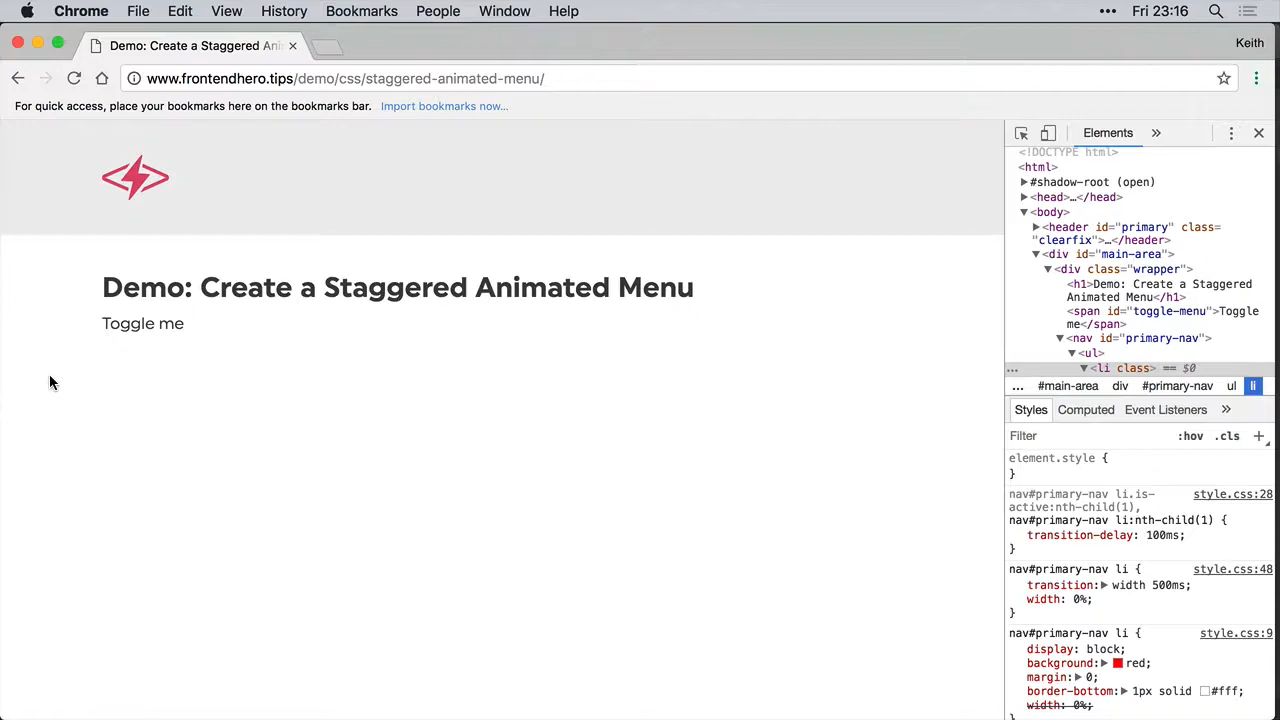 Chrome File Edit View History Bookmarks People Window Help ••• Fri 23:16
Demo: Create a Staggered Ani × Keith
www.frontendhero.tips/demo/css/staggered-animated-menu/
For quick access, place your bookmarks here on the bookmarks bar. Import bookmarks now...
Demo: Create a Staggered Animated Menu
Toggle me
Elements »
<!DOCTYPE html>
<html>
▶#shadow-root (open)
▶<head>…</head>
▼<body>
▶<header id="primary" class=
"clearfix">…</header>
▼<div id="main-area">
▼<div class="wrapper">
<h1>Demo: Create a Staggered
Animated Menu</h1>
<span id="toggle-menu">Toggle
me</span>
▼<nav id="primary-nav">
▼<ul>
... ▼<li class> == $0
... #main-area div #primary-nav ul li
Styles Computed Event Listeners »
Filter :hov .cls +
element.style {
}
nav#primary-nav li.is- style.css:28
active:nth-child(1),
nav#primary-nav li:nth-child(1) {
transition-delay: 100ms;
}
nav#primary-nav li { style.css:48
transition:▶ width 500ms;
width: 0%;
}
nav#primary-nav li { style.css:9
display: block;
background:▶ red;
margin:▶ 0;
border-bottom:▶ 1px solid #fff;
width: 0%;
}